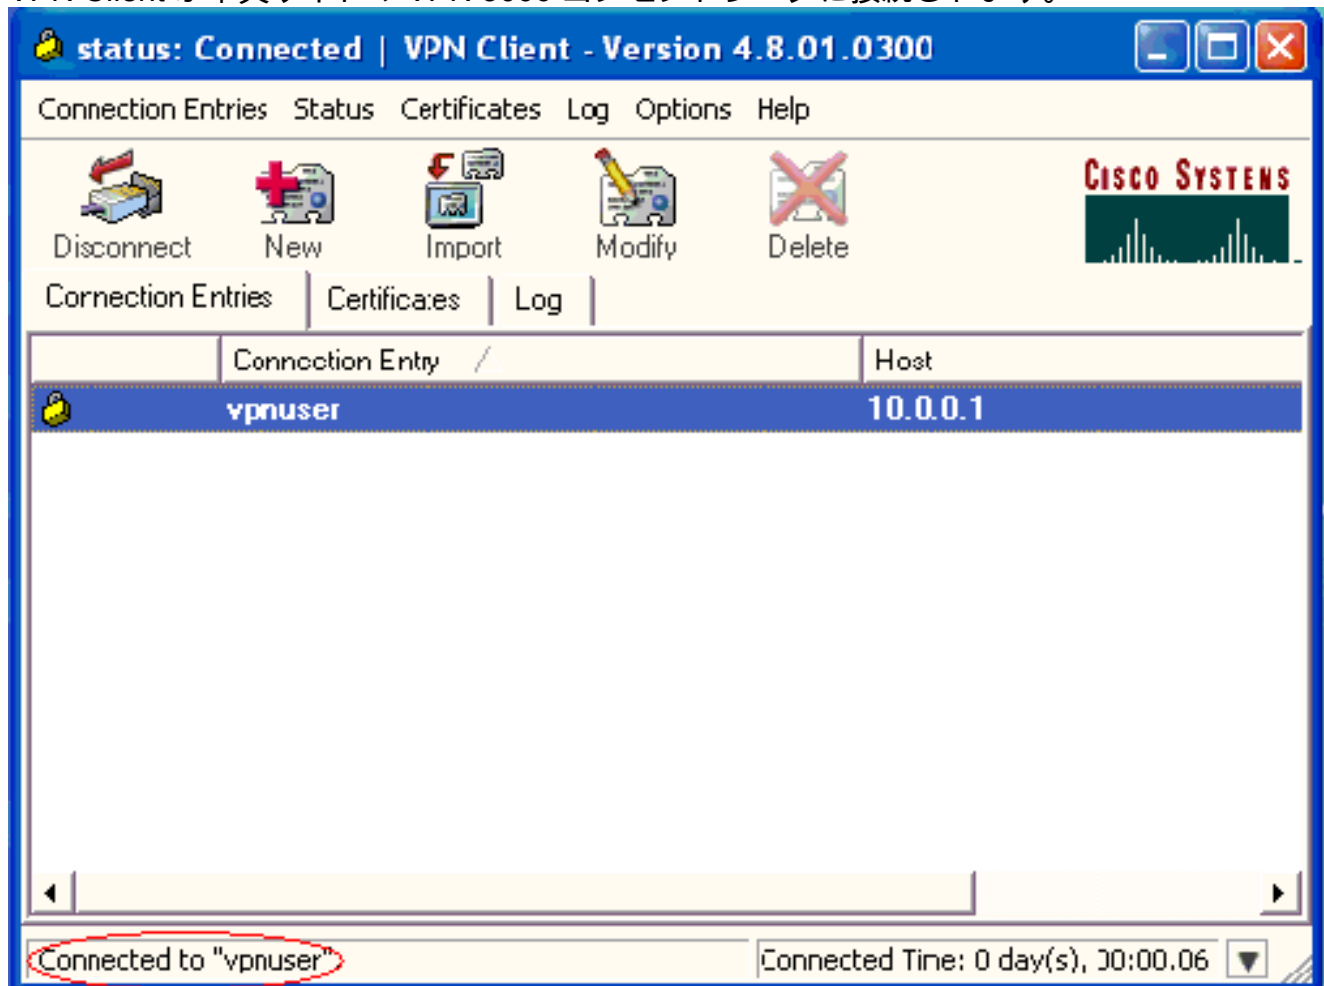 status: Connected | VPN Client - Version 4.8.01.0300
Connection Entries Status Certificates Log Options Help
CISCO SYSTEMS
Disconnect New Import Modify Delete
Connection Entries Certificates Log
Connection Entry Host
vpnuser 10.0.0.1
Connected to "vpnuser" Connected Time: 0 day(s), 00:00.06